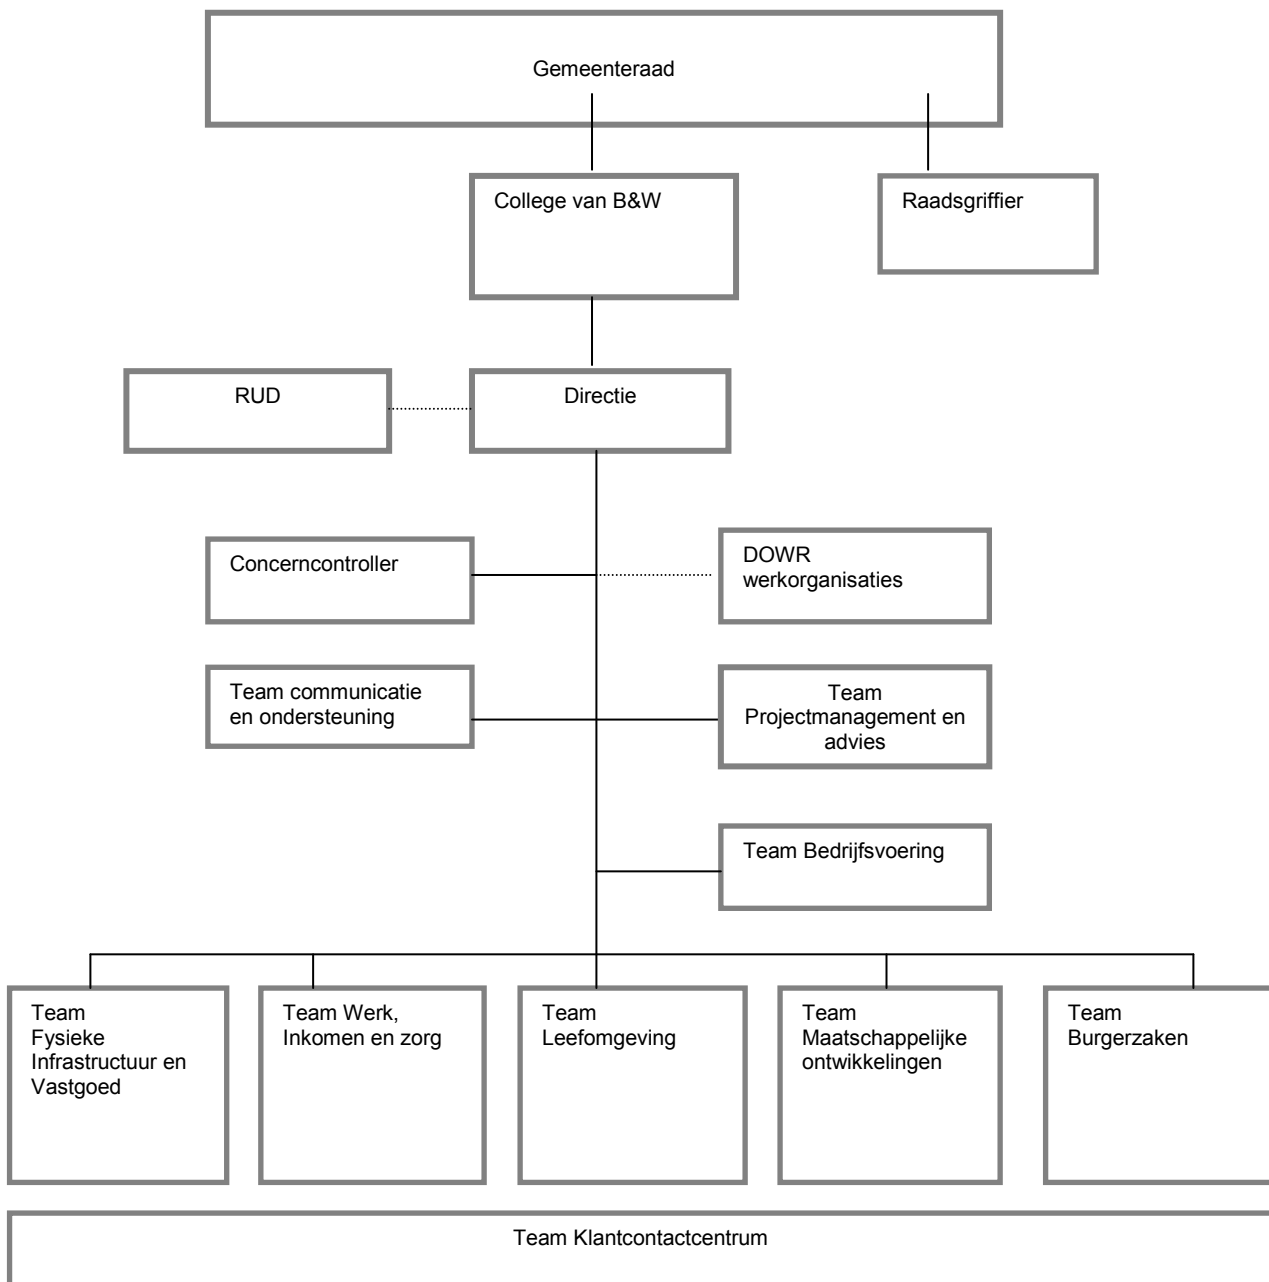 Gemeenteraad
College van B&W
Raadsgriffier
RUD
Directie
Concerncontroller
DOWR
werkorganisaties
Team communicatie
en ondersteuning
Team
Projectmanagement en
advies
Team Bedrijfsvoering
Team
Fysieke
Infrastructuur en
Vastgoed
Team Werk,
Inkomen en zorg
Team
Leefomgeving
Team
Maatschappelijke
ontwikkelingen
Team
Burgerzaken
Team Klantcontactcentrum